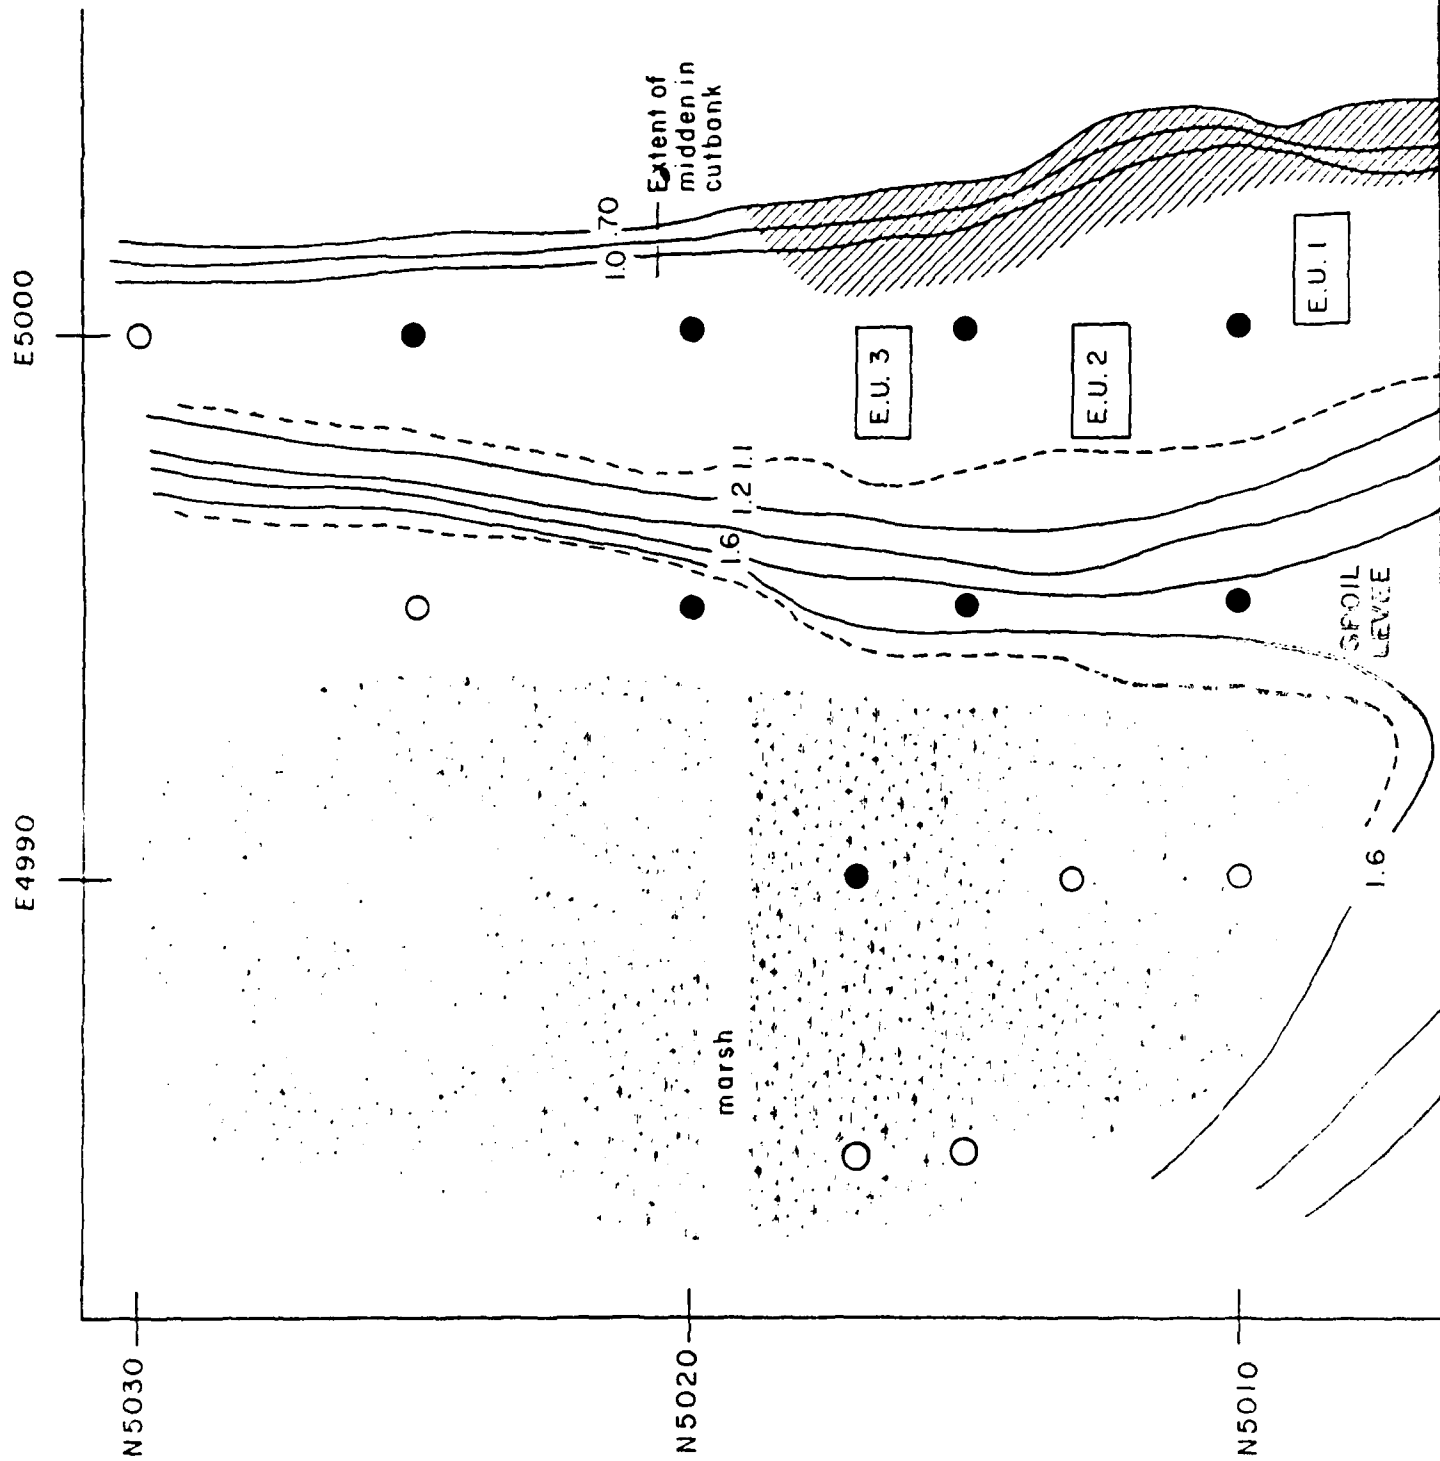 E4990
E5000
N5030
N5020
N5010
.70
1.0
Extent of
midden in
cutbank
E.U. 1
E.U. 2
E.U. 3
1.1
1.2
1.6
SPOIL
LEVEE
marsh
1.6